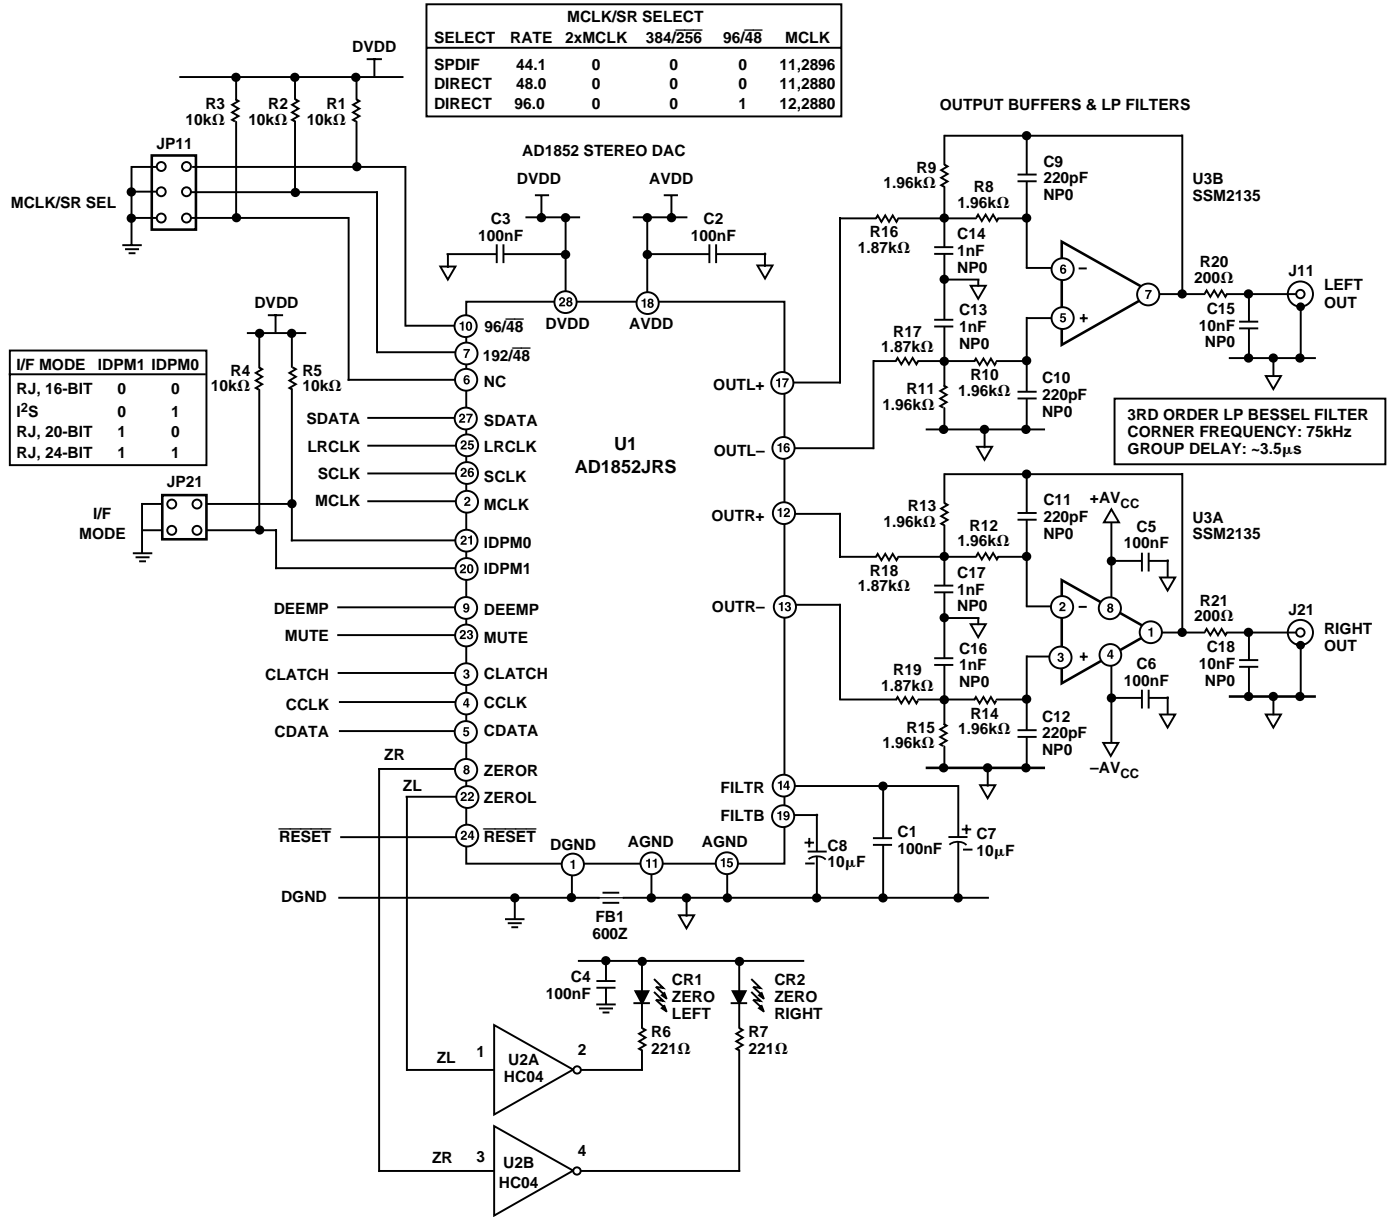 MCLK/SR SELECT
SELECT RATE 2xMCLK 384/256 96/48 MCLK
SPDIF 44.1 0 0 0 11,2896
DIRECT 48.0 0 0 0 11,2880
DIRECT 96.0 0 0 1 12,2880
DVDD
R3
10kΩ
R2
10kΩ
R1
10kΩ
JP11
MCLK/SR SEL
AD1852 STEREO DAC
DVDD
AVDD
C3
100nF
C2
100nF
28
DVDD
18
AVDD
DVDD
R4
10kΩ
R5
10kΩ
I/F MODE IDPM1 IDPM0
RJ, 16-BIT 0 0
I2S 0 1
RJ, 20-BIT 1 0
RJ, 24-BIT 1 1
JP21
I/F
MODE
10 96/48
7 192/48
6 NC
SDATA 27 SDATA
LRCLK 25 LRCLK
SCLK 26 SCLK
MCLK 2 MCLK
21 IDPM0
20 IDPM1
DEEMP 9 DEEMP
MUTE 23 MUTE
CLATCH 3 CLATCH
CCLK 4 CCLK
CDATA 5 CDATA
ZR
8 ZEROR
ZL
22 ZEROL
RESET 24 RESET
U1
AD1852JRS
OUTL+ 17
OUTL– 16
OUTR+ 12
OUTR– 13
FILTR 14
FILTB 19
DGND
1
AGND
11
AGND
15
C8
10µF
+
–
C1
100nF
C7
10µF
+
–
DGND
FB1
600Z
OUTPUT BUFFERS & LP FILTERS
R9
1.96kΩ
R8
1.96kΩ
C9
220pF
NP0
U3B
SSM2135
R16
1.87kΩ
C14
1nF
NP0
6 –
5 +
7
R20
200Ω
J11
LEFT
OUT
C15
10nF
NP0
C13
1nF
NP0
R17
1.87kΩ
R11
1.96kΩ
R10
1.96kΩ
C10
220pF
NP0
3RD ORDER LP BESSEL FILTER
CORNER FREQUENCY: 75kHz
GROUP DELAY: ~3.5µs
R13
1.96kΩ
R12
1.96kΩ
C11
220pF
NP0
+AVCC
C5
100nF
U3A
SSM2135
R18
1.87kΩ
C17
1nF
NP0
2 –
3 +
8
4
1
R21
200Ω
J21
RIGHT
OUT
C18
10nF
NP0
C16
1nF
NP0
C6
100nF
R19
1.87kΩ
R15
1.96kΩ
R14
1.96kΩ
C12
220pF
NP0
–AVCC
C4
100nF
CR1
ZERO
LEFT
CR2
ZERO
RIGHT
R6
221Ω
R7
221Ω
ZL 1 U2A
HC04
2
ZR 3 U2B
HC04
4